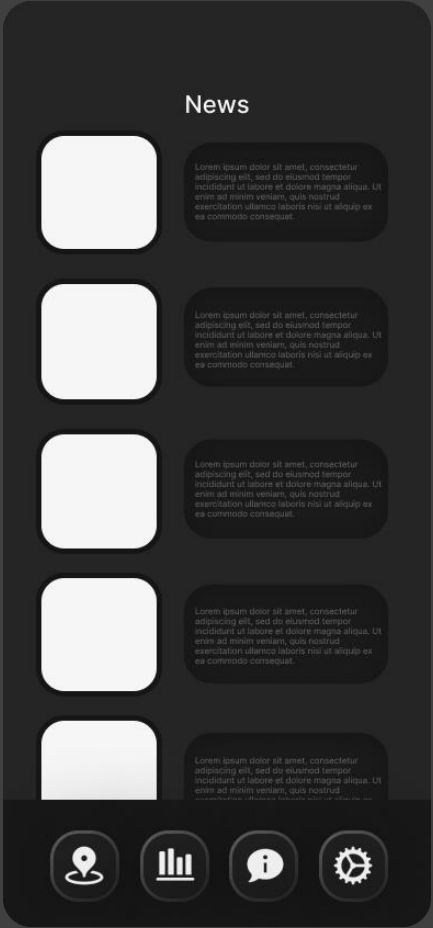 News
Lorem ipsum dolor sit amet, consectetur
adipiscing elit, sed do eiusmod tempor
incididunt ut labore et dolore magna aliqua. Ut
enim ad minim veniam, quis nostrud
exercitation ullamco laboris nisi ut aliquip ex
ea commodo consequat.
Lorem ipsum dolor sit amet, consectetur
adipiscing elit, sed do eiusmod tempor
incididunt ut labore et dolore magna aliqua. Ut
enim ad minim veniam, quis nostrud
exercitation ullamco laboris nisi ut aliquip ex
ea commodo consequat.
Lorem ipsum dolor sit amet, consectetur
adipiscing elit, sed do eiusmod tempor
incididunt ut labore et dolore magna aliqua. Ut
enim ad minim veniam, quis nostrud
exercitation ullamco laboris nisi ut aliquip ex
ea commodo consequat.
Lorem ipsum dolor sit amet, consectetur
adipiscing elit, sed do eiusmod tempor
incididunt ut labore et dolore magna aliqua. Ut
enim ad minim veniam, quis nostrud
exercitation ullamco laboris nisi ut aliquip ex
ea commodo consequat.
Lorem ipsum dolor sit amet, consectetur
adipiscing elit, sed do eiusmod tempor
incididunt ut labore et dolore magna aliqua. Ut
enim ad minim veniam, quis nostrud